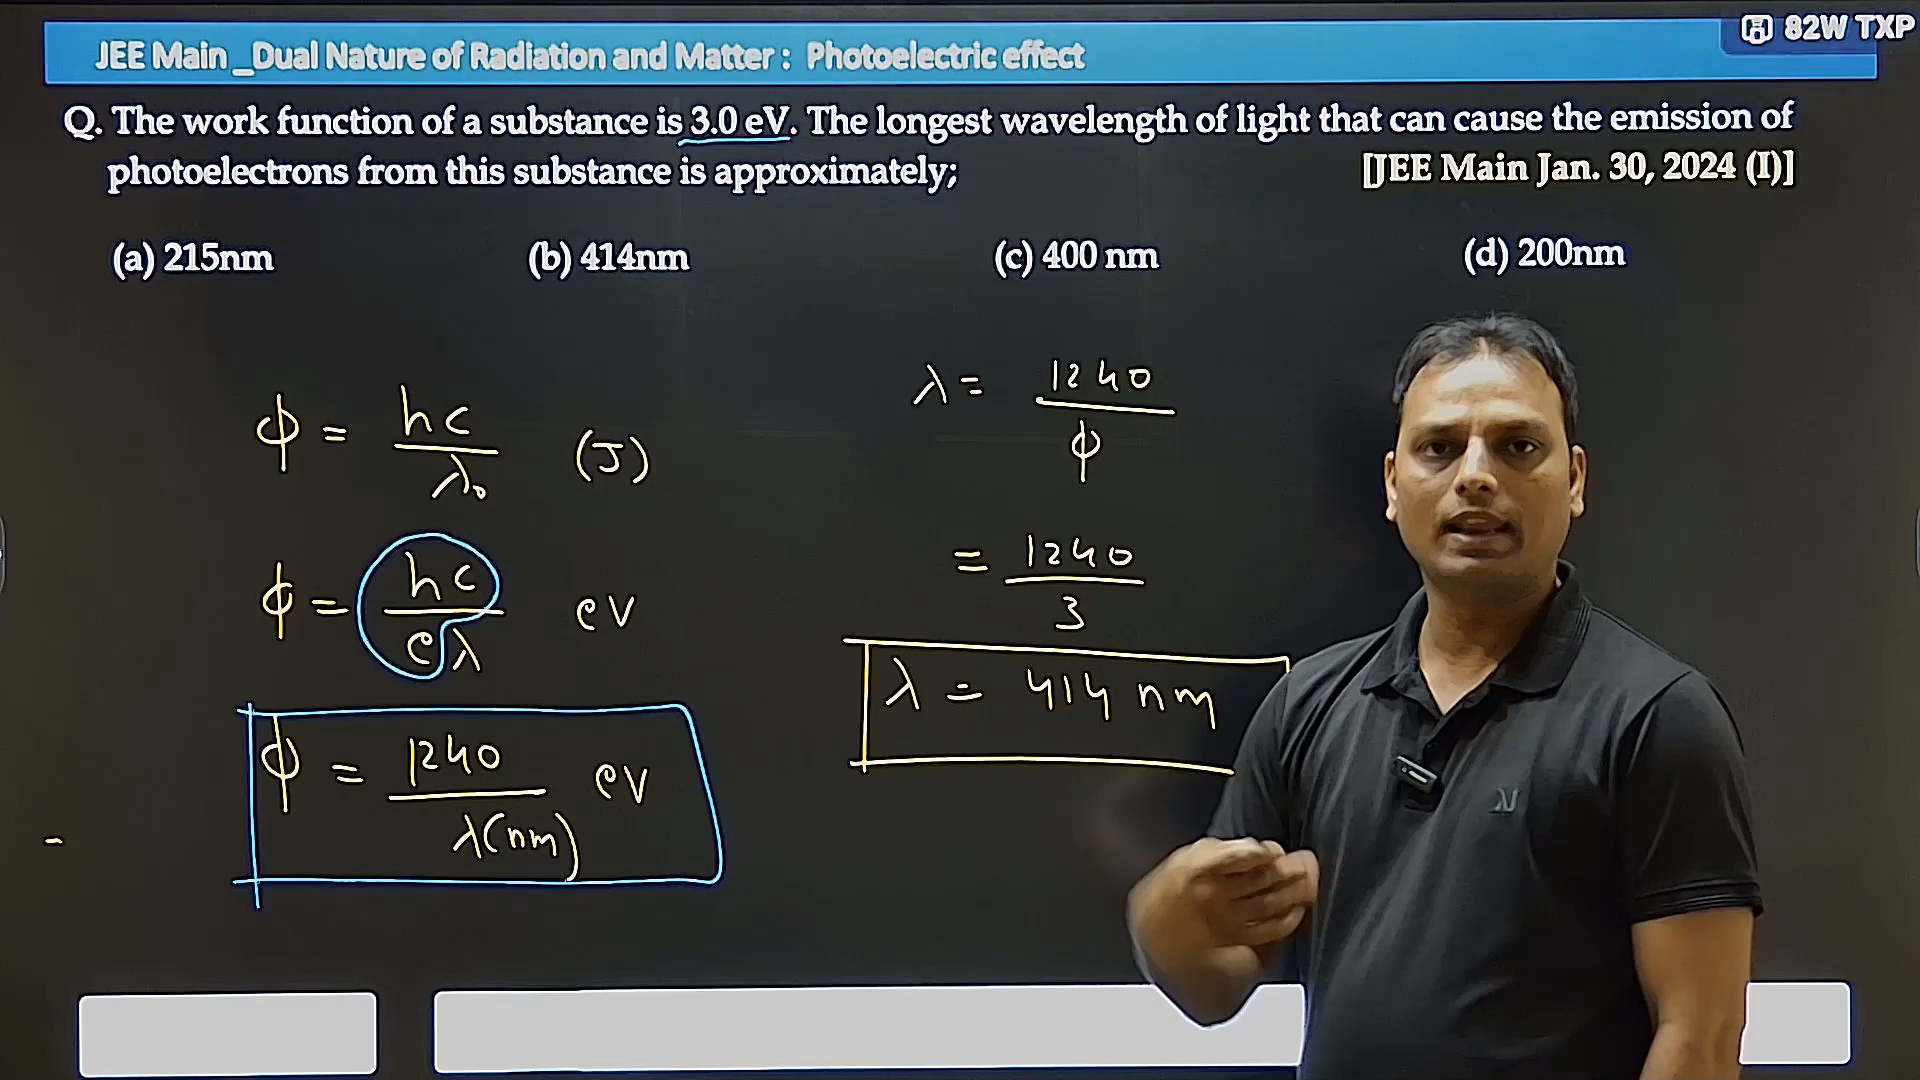 82W TXP
JEE Main _Dual Nature of Radiation and Matter : Photoelectric effect
Q. The work function of a substance is 3.0 eV. The longest wavelength of light that can cause the emission of
photoelectrons from this substance is approximately;
[JEE Main Jan. 30, 2024 (I)]
(a) 215nm (b) 414nm (c) 400 nm (d) 200nm
ϕ = hc / λ₀ (J)
ϕ = hc / eλ eV
ϕ = 1240 / λ(nm) eV
λ = 1240 / ϕ
= 1240 / 3
λ = 414 nm
N